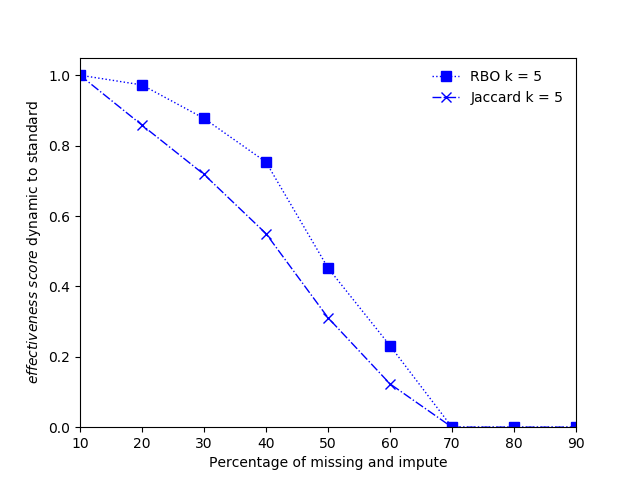 RBO k = 5
Jaccard k = 5
1.0
0.8
0.6
0.4
0.2
0.0
effectiveness score dynamic to standard
10 20 30 40 50 60 70 80 90
Percentage of missing and impute